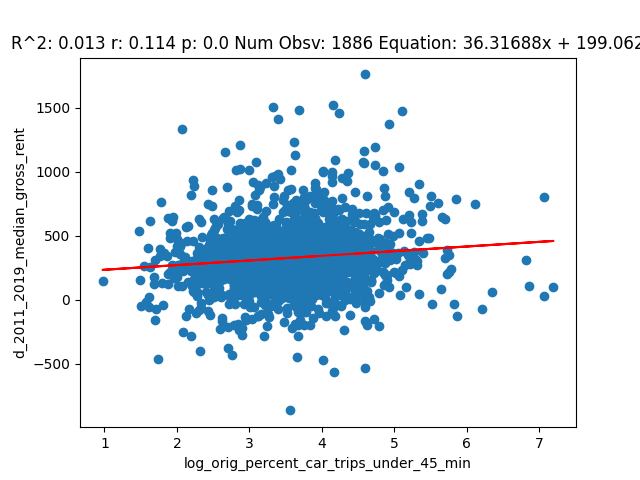 R^2: 0.013 r: 0.114 p: 0.0 Num Obsv: 1886 Equation: 36.31688x + 199.062
1500
1000
500
0
−500
d_2011_2019_median_gross_rent
1 2 3 4 5 6 7
log_orig_percent_car_trips_under_45_min